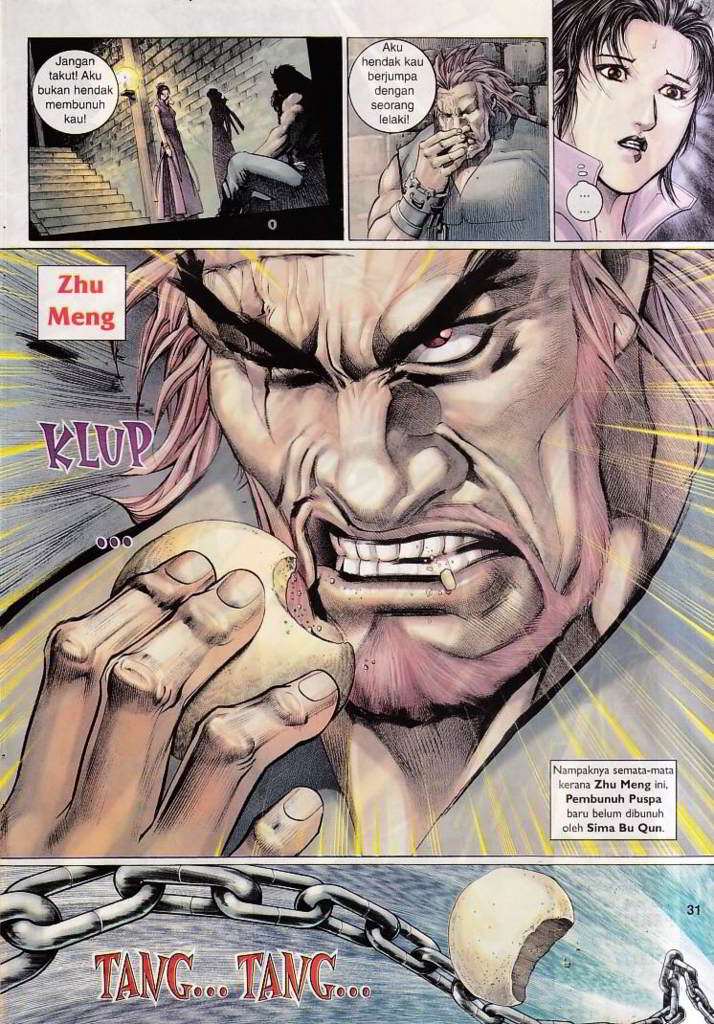 Jangan
takut! Aku
bukan hendak
membunuh
kau!
Aku
hendak kau
berjumpa
dengan
seorang
lelaki!
...
...
Zhu
Meng
KLUP
...
Nampaknya semata-mata
kerana Zhu Meng ini,
Pembunuh Puspa
baru belum dibunuh
oleh Sima Bu Qun.
31
TANG... TANG...